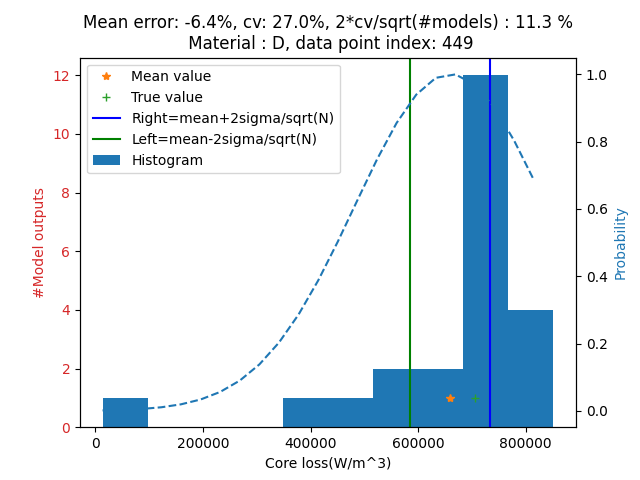 Mean error: -6.4%, cv: 27.0%, 2*cv/sqrt(#models) : 11.3 %
Material : D, data point index: 449
Mean value
True value
Right=mean+2sigma/sqrt(N)
Left=mean-2sigma/sqrt(N)
Histogram
12
10
8
6
4
2
0
#Model outputs
1.0
0.8
0.6
0.4
0.2
0.0
Probability
0
200000
400000
600000
800000
Core loss(W/m^3)